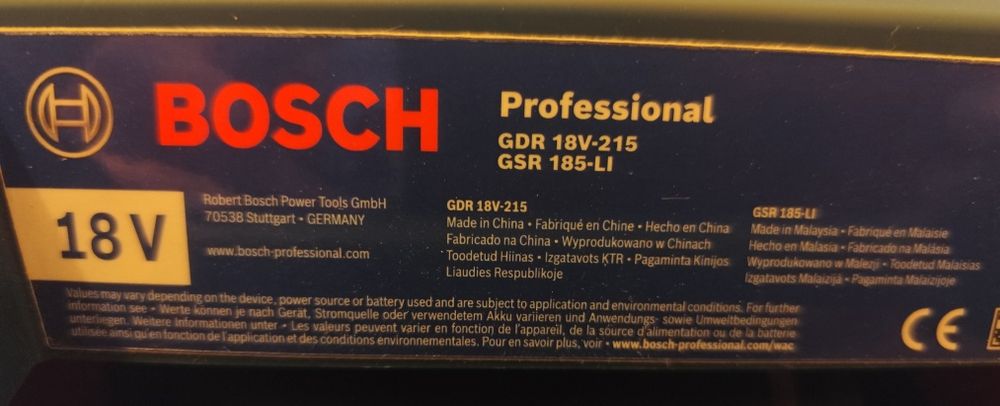 BOSCH
Professional
GDR 18V-215
GSR 185-LI
18 V
Robert Bosch Power Tools GmbH
70538 Stuttgart • GERMANY
www.bosch-professional.com
GDR 18V-215
Made in China • Fabriqué en Chine • Hecho en China
Fabricado na China • Wyprodukowano w Chinach
Toodetud Hiinas • Izgatavots ĶTR • Pagaminta Kinijos
Liaudies Respublikoje
GSR 185-LI
Made in Malaysia • Fabriqué en Malaisie
Hecho en Malasia • Fabricado na Malásia
Wyprodukowano w Malezji • Toodetud Malaisias
Izgatavots Malaizijā • Pagaminta Malaizijoje
Values may vary depending on the device, power source or battery used and are subject to application and environmental conditions. For further
information see • Werte können je nach Gerät, Stromquelle oder verwendetem Akku variieren und Anwendungs- sowie Umweltbedingungen
unterliegen. Weitere Informationen unter • Les valeurs peuvent varier en fonction de l'appareil, de la source d'alimentation ou de la batterie
utilisée ainsi qu'en fonction de l'application et des conditions environnementales. Pour en savoir plus, voir • www.bosch-professional.com/wac
CE